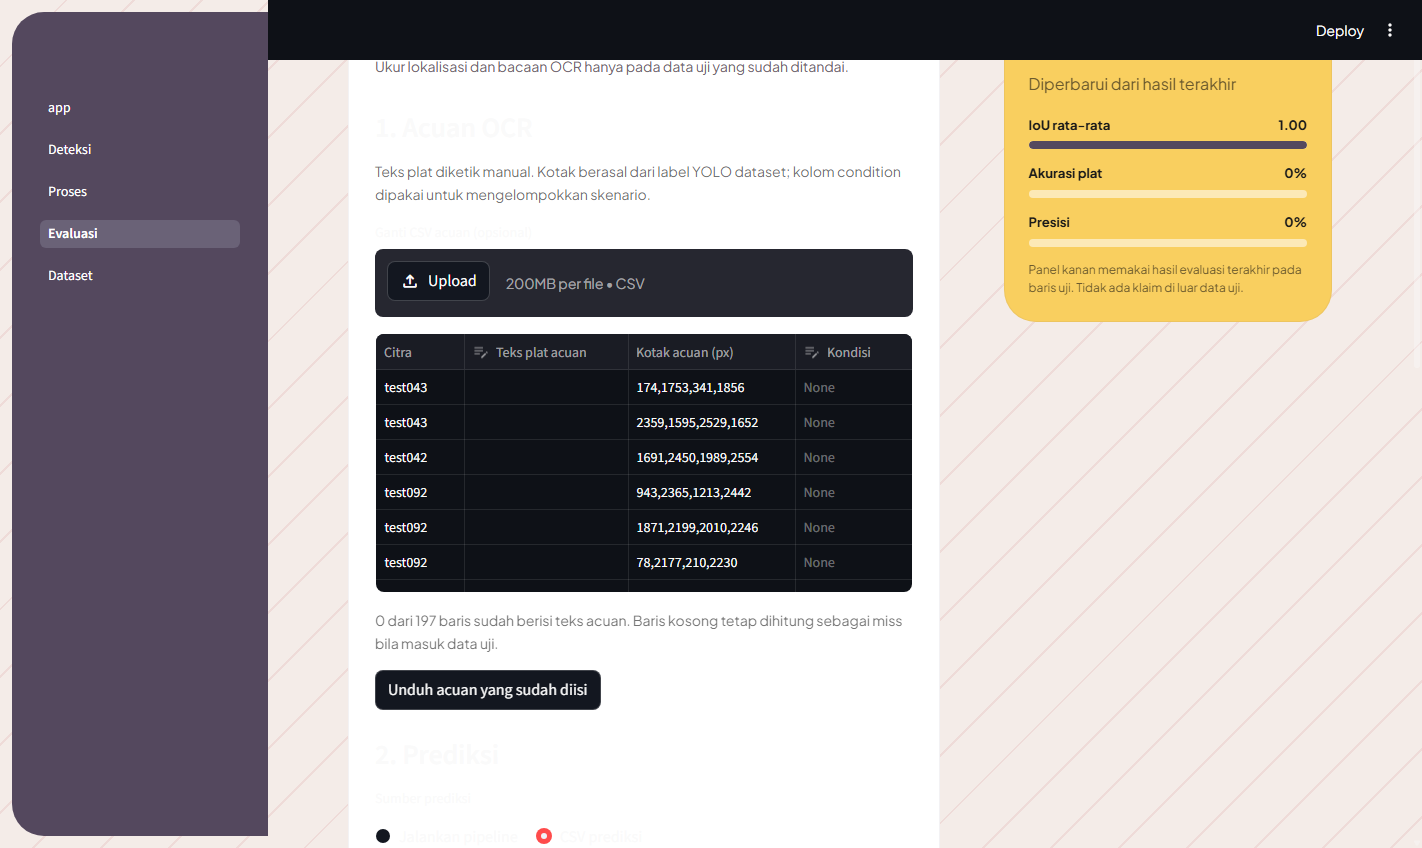 Deploy
app
Deteksi
Proses
Evaluasi
Dataset
Ukur lokalisasi dan bacaan OCR hanya pada data uji yang sudah ditandai.
1. Acuan OCR
Teks plat diketik manual. Kotak berasal dari label YOLO dataset; kolom condition
dipakai untuk mengelompokkan skenario.
Ganti CSV acuan (opsional)
Upload
200MB per file • CSV
Citra Teks plat acuan Kotak acuan (px) Kondisi
test043 174,1753,341,1856 None
test043 2359,1595,2529,1652 None
test042 1691,2450,1989,2554 None
test092 943,2365,1213,2442 None
test092 1871,2199,2010,2246 None
test092 78,2177,210,2230 None
0 dari 197 baris sudah berisi teks acuan. Baris kosong tetap dihitung sebagai miss
bila masuk data uji.
Unduh acuan yang sudah diisi
2. Prediksi
Sumber prediksi
Jalankan pipeline CSV prediksi
Diperbarui dari hasil terakhir
IoU rata-rata 1.00
Akurasi plat 0%
Presisi 0%
Panel kanan memakai hasil evaluasi terakhir pada
baris uji. Tidak ada klaim di luar data uji.